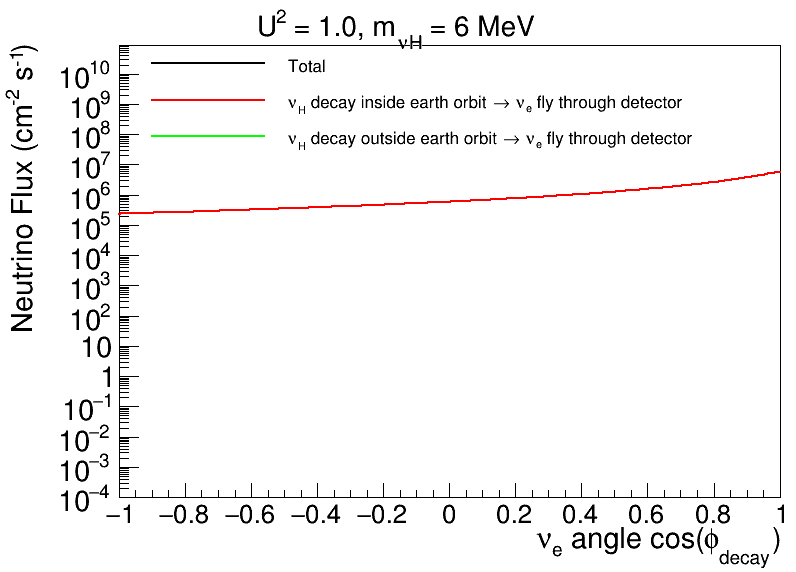 U² = 1.0, m_νH = 6 MeV
Total
ν_H decay inside earth orbit → ν_e fly through detector
ν_H decay outside earth orbit → ν_e fly through detector
Neutrino Flux (cm⁻² s⁻¹)
10¹⁰
10⁹
10⁸
10⁷
10⁶
10⁵
10⁴
10³
10²
10
1
10⁻¹
10⁻²
10⁻³
10⁻⁴
−1 −0.8 −0.6 −0.4 −0.2 0 0.2 0.4 0.6 0.8 1
ν_e angle cos(ϕ_decay)